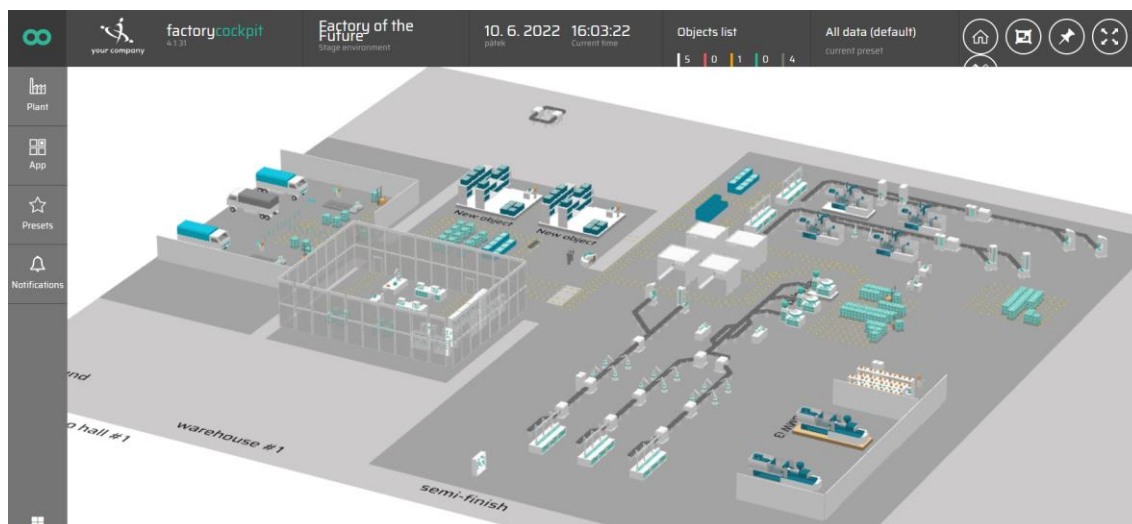 your company
factorycockpit
4.1.31
Factory of the
Future
Stage environment
10. 6. 2022
pátek
16:03:22
Current time
Objects list
5 0 1 0 4
All data (default)
current preset
Plant
App
Presets
Notifications
New object
New object
o hall #1
warehouse #1
semi-finish